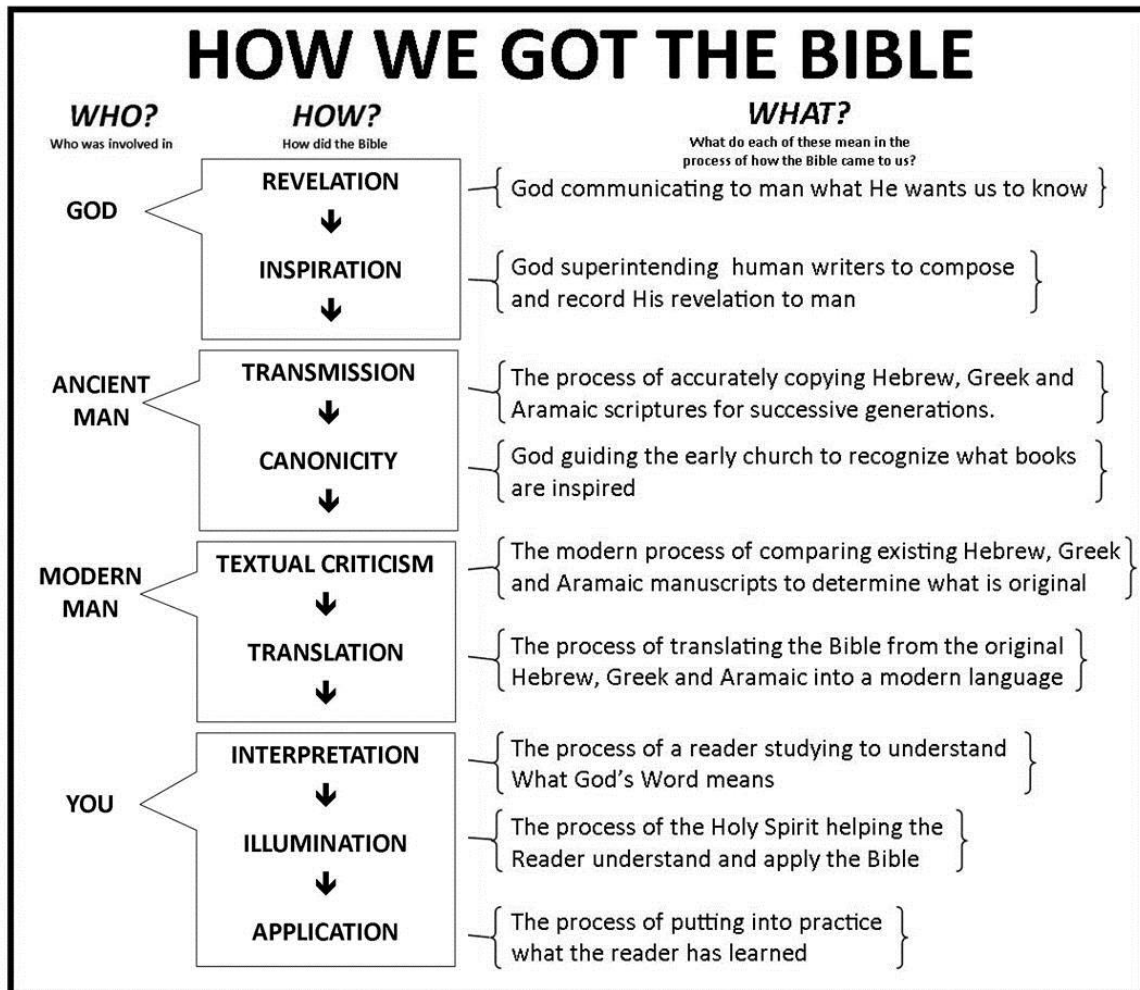 HOW WE GOT THE BIBLE
WHO?
Who was involved in
HOW?
How did the Bible
WHAT?
What do each of these mean in the
process of how the Bible came to us?
GOD
REVELATION
God communicating to man what He wants us to know
INSPIRATION
God superintending human writers to compose
and record His revelation to man
ANCIENT
MAN
TRANSMISSION
The process of accurately copying Hebrew, Greek and
Aramaic scriptures for successive generations.
CANONICITY
God guiding the early church to recognize what books
are inspired
MODERN
MAN
TEXTUAL CRITICISM
The modern process of comparing existing Hebrew, Greek
and Aramaic manuscripts to determine what is original
TRANSLATION
The process of translating the Bible from the original
Hebrew, Greek and Aramaic into a modern language
YOU
INTERPRETATION
The process of a reader studying to understand
What God’s Word means
ILLUMINATION
The process of the Holy Spirit helping the
Reader understand and apply the Bible
APPLICATION
The process of putting into practice
what the reader has learned